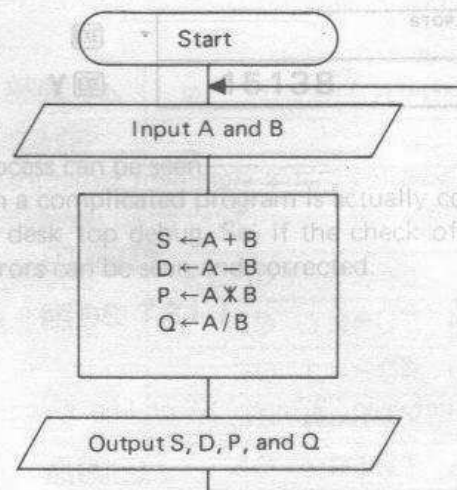 Start
Input A and B
S ← A + B
D ← A – B
P ← A * B
Q ← A / B
Output S, D, P, and Q